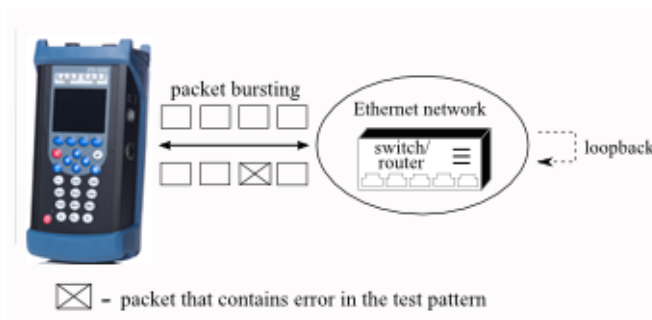 packet bursting
Ethernet network
switch/
router
loopback
– packet that contains error in the test pattern